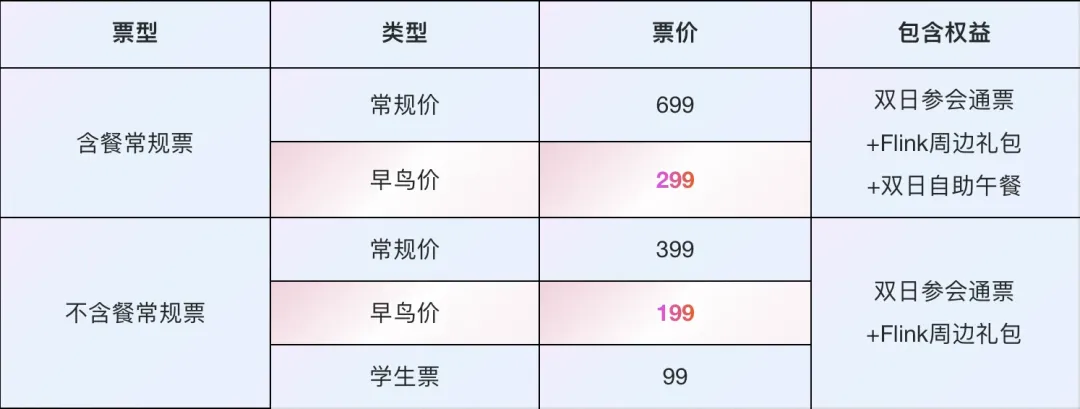 票型 类型 票价 包含权益
含餐常规票
常规价 699
早鸟价 299
双日参会通票
+Flink周边礼包
+双日自助午餐
不含餐常规票
常规价 399
早鸟价 199
学生票 99
双日参会通票
+Flink周边礼包